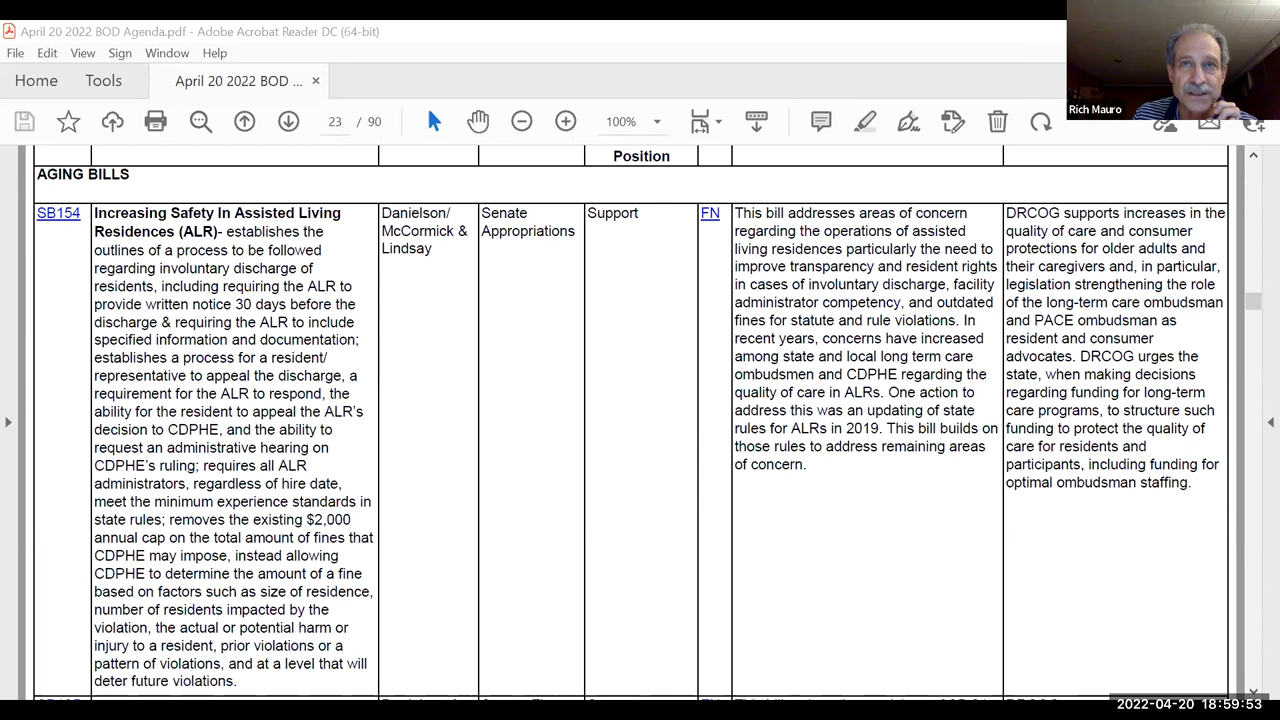 April 20 2022 BOD Agenda.pdf - Adobe Acrobat Reader DC (64-bit)
File Edit View Sign Window Help
Home Tools April 20 2022 BOD ... ×
23 / 90 100%
Rich Mauro
Position
AGING BILLS
SB154
Increasing Safety In Assisted Living
Residences (ALR)- establishes the
outlines of a process to be followed
regarding involuntary discharge of
residents, including requiring the ALR to
provide written notice 30 days before the
discharge & requiring the ALR to include
specified information and documentation;
establishes a process for a resident/
representative to appeal the discharge, a
requirement for the ALR to respond, the
ability for the resident to appeal the ALR's
decision to CDPHE, and the ability to
request an administrative hearing on
CDPHE's ruling; requires all ALR
administrators, regardless of hire date,
meet the minimum experience standards in
state rules; removes the existing $2,000
annual cap on the total amount of fines that
CDPHE may impose, instead allowing
CDPHE to determine the amount of a fine
based on factors such as size of residence,
number of residents impacted by the
violation, the actual or potential harm or
injury to a resident, prior violations or a
pattern of violations, and at a level that will
deter future violations.
Danielson/
McCormick &
Lindsay
Senate
Appropriations
Support
FN
This bill addresses areas of concern
regarding the operations of assisted
living residences particularly the need to
improve transparency and resident rights
in cases of involuntary discharge, facility
administrator competency, and outdated
fines for statute and rule violations. In
recent years, concerns have increased
among state and local long term care
ombudsmen and CDPHE regarding the
quality of care in ALRs. One action to
address this was an updating of state
rules for ALRs in 2019. This bill builds on
those rules to address remaining areas
of concern.
DRCOG supports increases in the
quality of care and consumer
protections for older adults and
their caregivers and, in particular,
legislation strengthening the role
of the long-term care ombudsman
and PACE ombudsman as
resident and consumer
advocates. DRCOG urges the
state, when making decisions
regarding funding for long-term
care programs, to structure such
funding to protect the quality of
care for residents and
participants, including funding for
optimal ombudsman staffing.
2022-04-20 18:59:53